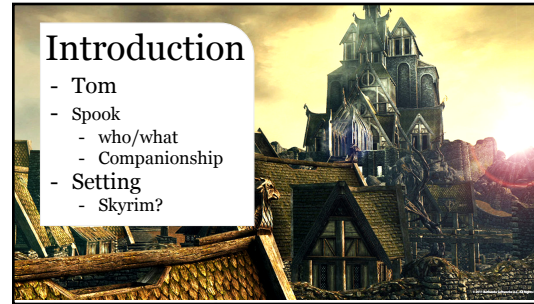 Introduction
- Tom
- Spook
- who/what
- Companionship
- Setting
- Skyrim?